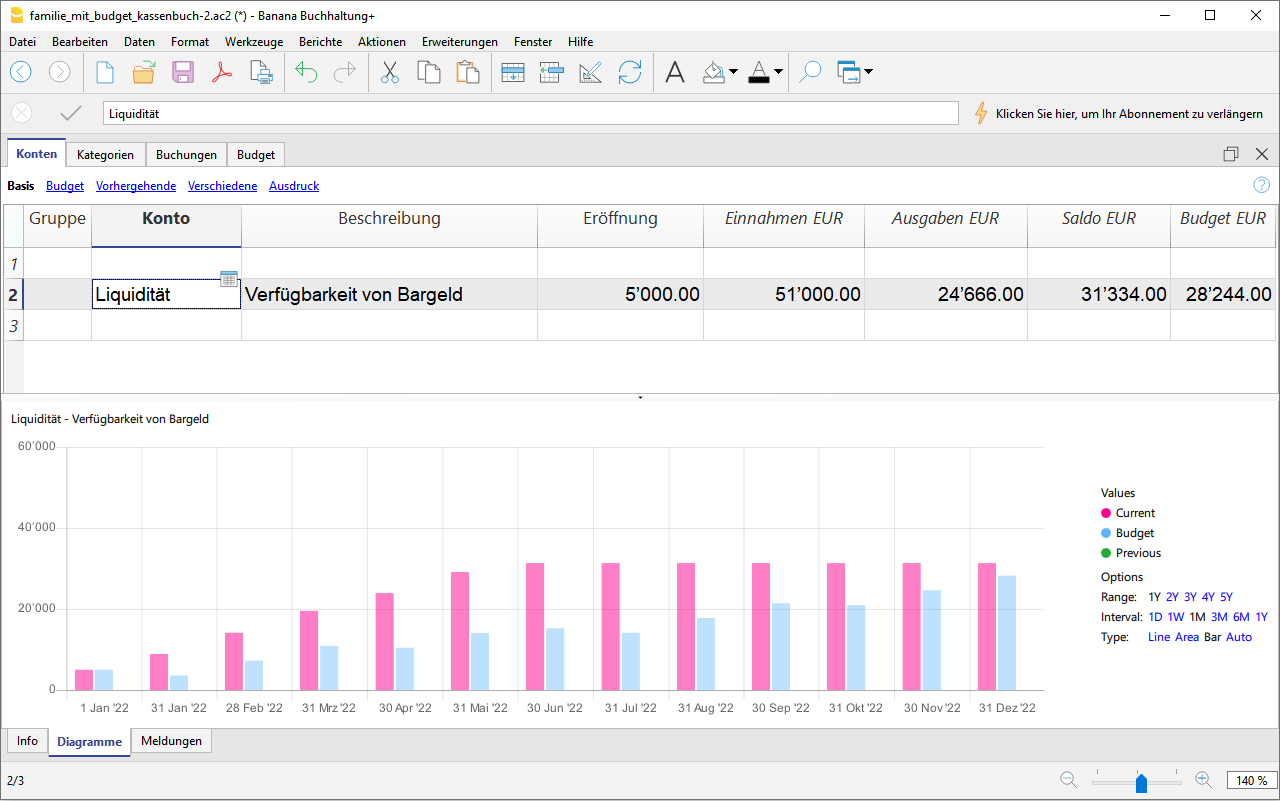 familie_mit_budget_kassenbuch-2.ac2 (*) - Banana Buchhaltung+
Datei Bearbeiten Daten Format Werkzeuge Berichte Aktionen Erweiterungen Fenster Hilfe
Liquidität
Klicken Sie hier, um Ihr Abonnement zu verlängern
Konten Kategorien Buchungen Budget
Basis Budget Vorhergehende Verschiedene Ausdruck
Gruppe Konto Beschreibung Eröffnung Einnahmen EUR Ausgaben EUR Saldo EUR Budget EUR
1
2 Liquidität Verfügbarkeit von Bargeld 5’000.00 51’000.00 24’666.00 31’334.00 28’244.00
3
Liquidität - Verfügbarkeit von Bargeld
60'000
40'000
20'000
0
1 Jan '22 31 Jan '22 28 Feb '22 31 Mrz '22 30 Apr '22 31 Mai '22 30 Jun '22 31 Jul '22 31 Aug '22 30 Sep '22 31 Okt '22 30 Nov '22 31 Dez '22
Values
Current
Budget
Previous
Options
Range: 1Y 2Y 3Y 4Y 5Y
Interval: 1D 1W 1M 3M 6M 1Y
Type: Line Area Bar Auto
Info Diagramme Meldungen
2/3
140 %